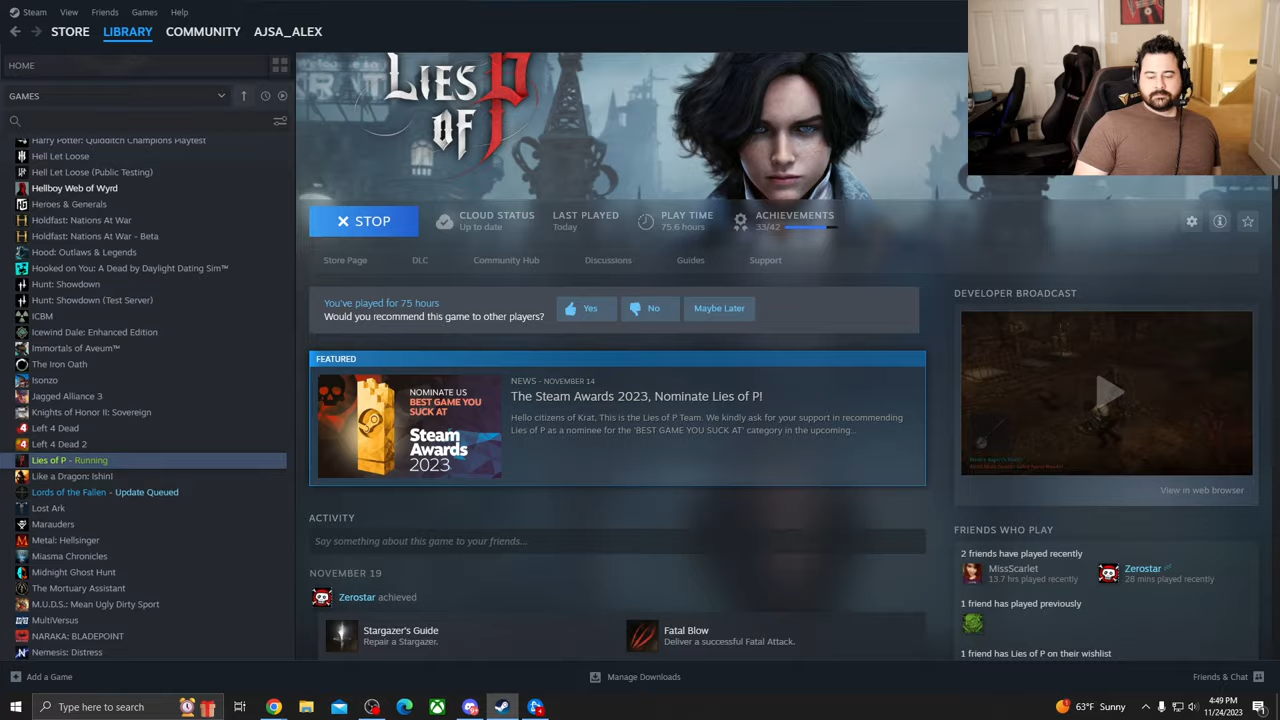 Steam View Friends Games Help
STORE LIBRARY COMMUNITY AJSA_ALEX
HOME
GAMES
Harry Potter: Quidditch Champions Playtest
Hell Let Loose
Hell Let Loose (Public Testing)
Hellboy Web of Wyrd
Heroes & Generals
Holdfast: Nations At War
Holdfast: Nations At War - Beta
Hood: Outlaws & Legends
Hooked on You: A Dead by Daylight Dating Sim™
Hunt: Showdown
Hunt: Showdown (Test Server)
ICBM
Icewind Dale: Enhanced Edition
Immortals of Aveum™
The Iron Oath
Isonzo
Jagged Alliance 3
Knights of Honor II: Sovereign
Left 4 Dead
Left 4 Dead 2
Lies of P - Running
Like a Dragon: Ishin!
Lords of the Fallen - Update Queued
Lost Ark
Marauders
Metal: Hellsinger
Miasma Chronicles
Midnight Ghost Hunt
The Mortuary Assistant
M.U.D.S.: Mean Ugly Dirty Sport
MultiVersus
NARAKA: BLADEPOINT
Nemesis: Distress
LIES
OF P
STOP
CLOUD STATUS
Up to date
LAST PLAYED
Today
PLAY TIME
75.6 hours
ACHIEVEMENTS
33/42
Store Page DLC Community Hub Discussions Guides Support
You've played for 75 hours
Would you recommend this game to other players?
Yes No Maybe Later
FEATURED
NOMINATE US
BEST GAME YOU
SUCK AT
Steam
Awards
2023
NEWS - NOVEMBER 14
The Steam Awards 2023, Nominate Lies of P!
Hello citizens of Krat, This is the Lies of P Team. We kindly ask for your support in recommending
Lies of P as a nominee for the 'BEST GAME YOU SUCK AT' category in the upcoming...
ACTIVITY
Say something about this game to your friends...
NOVEMBER 19
Zerostar achieved
Stargazer's Guide
Repair a Stargazer.
Fatal Blow
Deliver a successful Fatal Attack.
DEVELOPER BROADCAST
View in web browser
FRIENDS WHO PLAY
2 friends have played recently
MissScarlet
13.7 hrs played recently
Zerostar
28 mins played recently
1 friend has played previously
1 friend has Lies of P on their wishlist
Add a Game
Manage Downloads
Friends & Chat
Type here to search
63°F Sunny
4:49 PM
11/24/2023